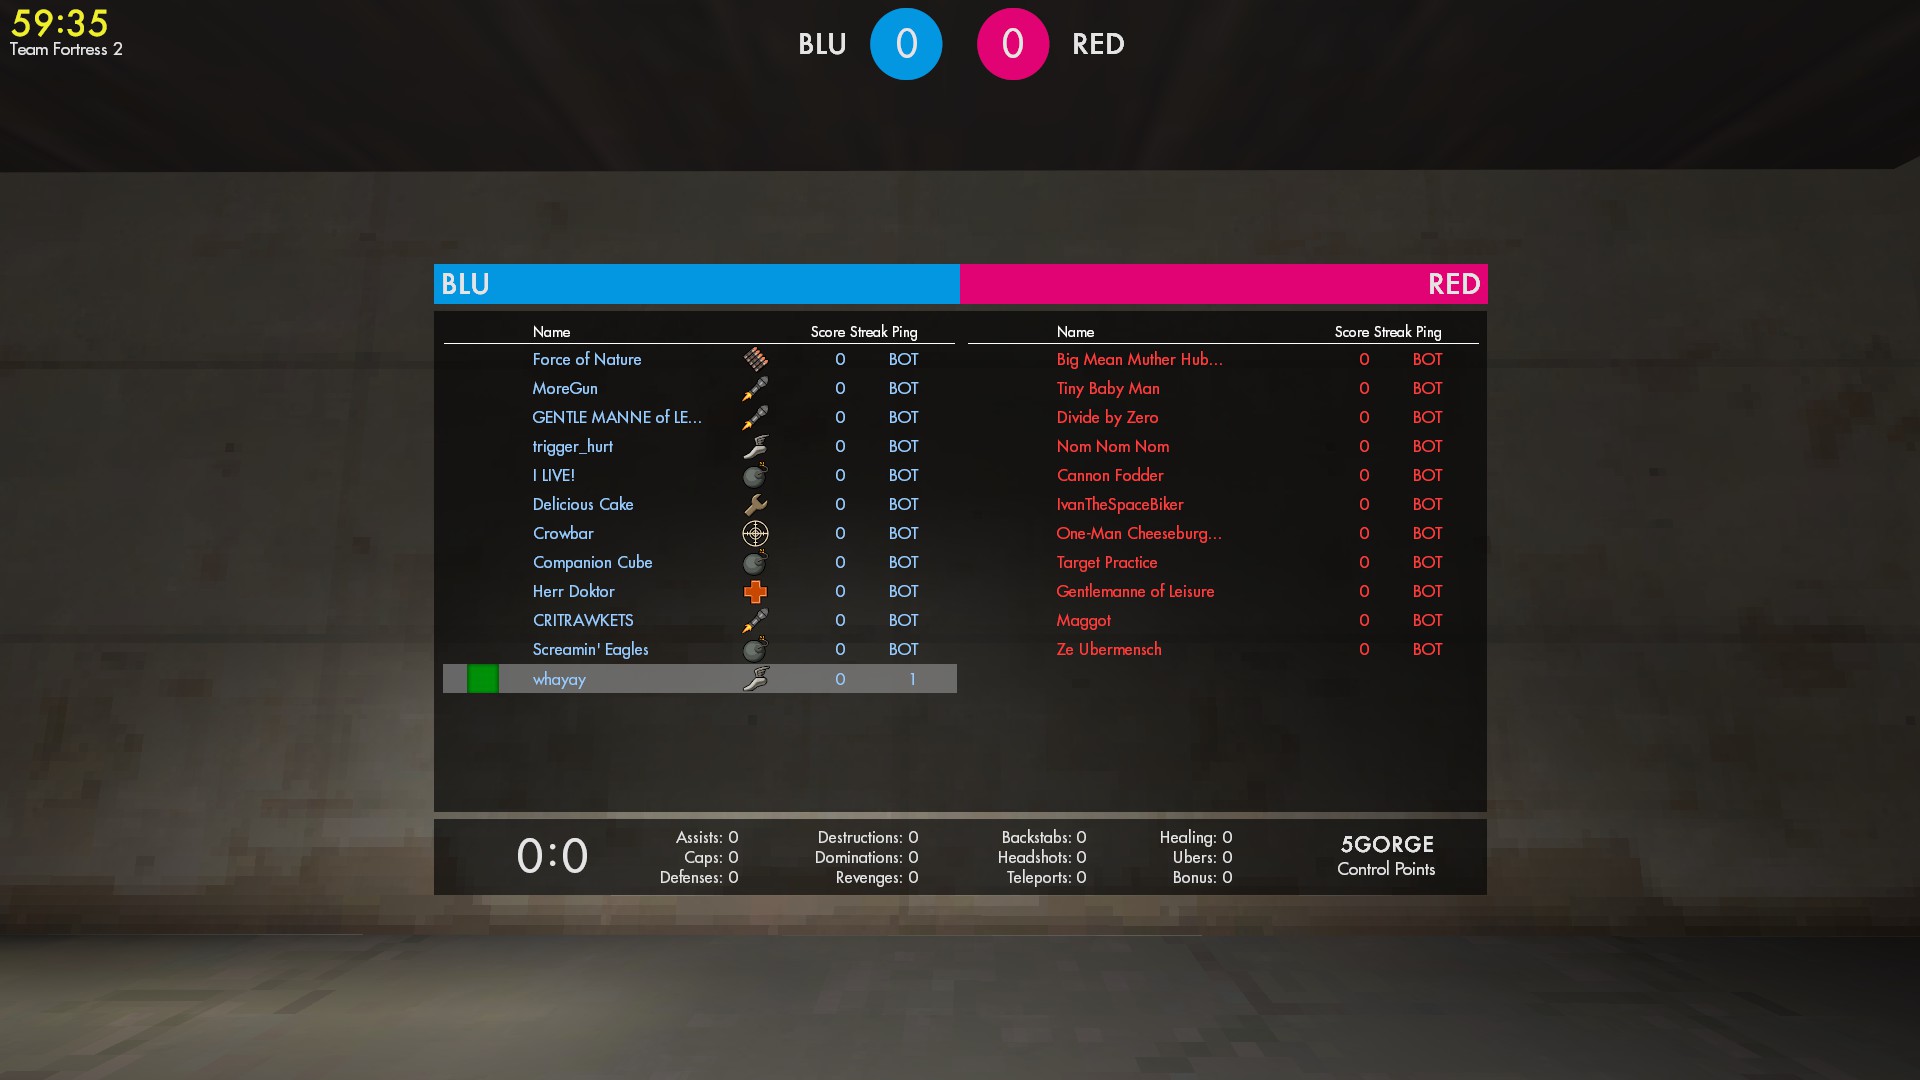 59:35
Team Fortress 2
BLU 0 0 RED
BLU RED
Name Score Streak Ping Name Score Streak Ping
Force of Nature 0 BOT Big Mean Muther Hub... 0 BOT
MoreGun 0 BOT Tiny Baby Man 0 BOT
GENTLE MANNE of LE... 0 BOT Divide by Zero 0 BOT
trigger_hurt 0 BOT Nom Nom Nom 0 BOT
I LIVE! 0 BOT Cannon Fodder 0 BOT
Delicious Cake 0 BOT IvanTheSpaceBiker 0 BOT
Crowbar 0 BOT One-Man Cheeseburg... 0 BOT
Companion Cube 0 BOT Target Practice 0 BOT
Herr Doktor 0 BOT Gentlemanne of Leisure 0 BOT
CRITRAWKETS 0 BOT Maggot 0 BOT
Screamin' Eagles 0 BOT Ze Ubermensch 0 BOT
whayay 0 1
0:0
Assists: 0 Destructions: 0 Backstabs: 0 Healing: 0
Caps: 0 Dominations: 0 Headshots: 0 Ubers: 0
Defenses: 0 Revenges: 0 Teleports: 0 Bonus: 0
5GORGE
Control Points